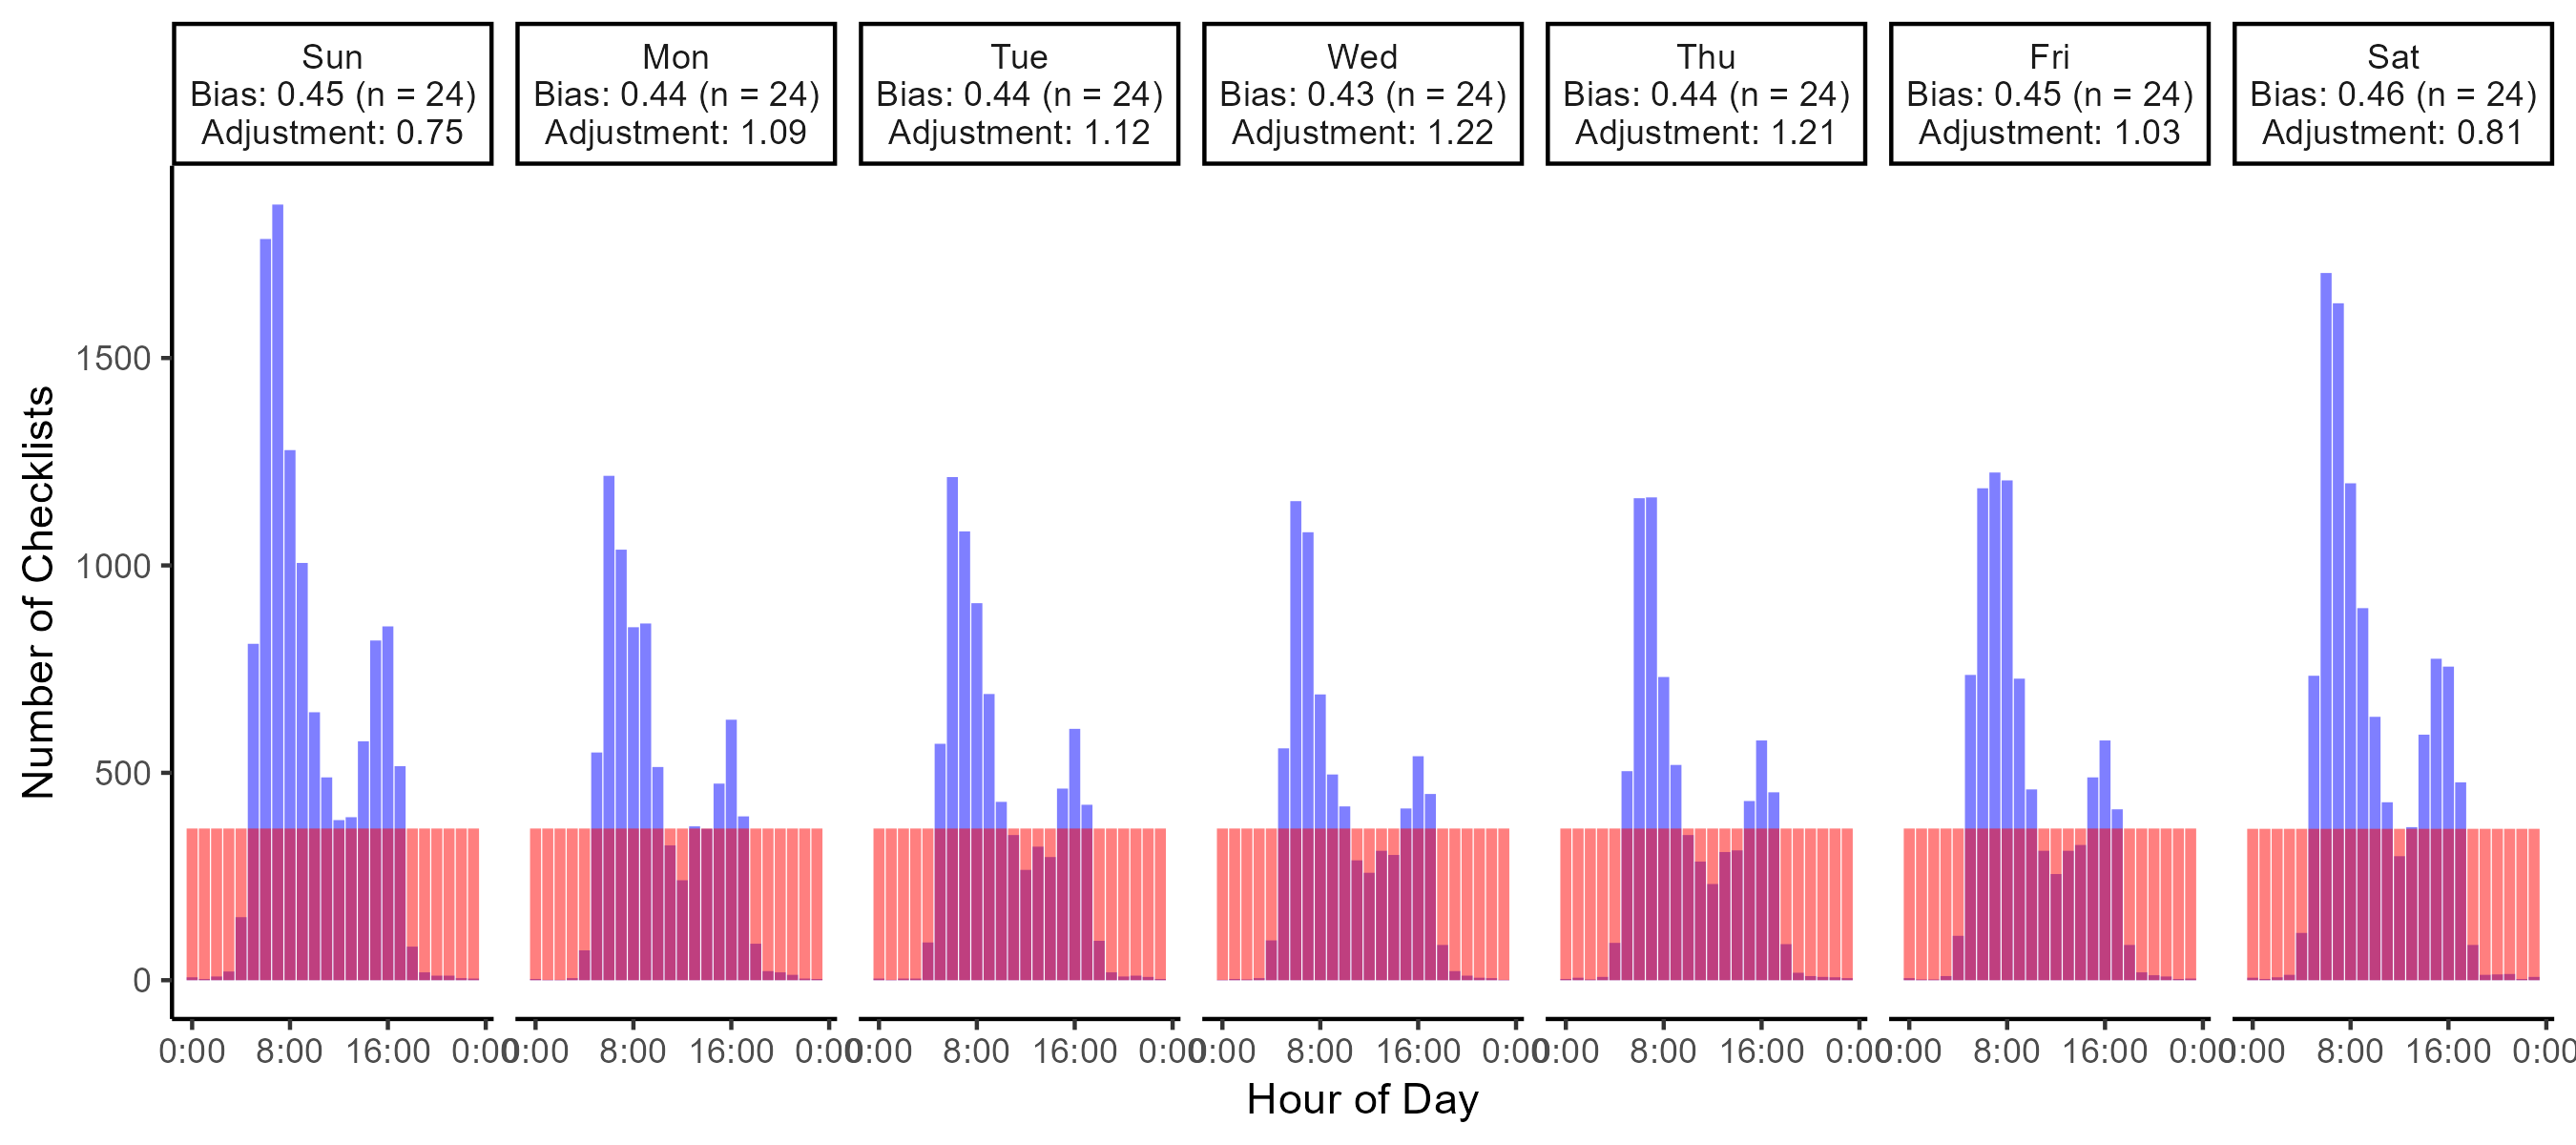 Sun
Bias: 0.45 (n = 24)
Adjustment: 0.75
Mon
Bias: 0.44 (n = 24)
Adjustment: 1.09
Tue
Bias: 0.44 (n = 24)
Adjustment: 1.12
Wed
Bias: 0.43 (n = 24)
Adjustment: 1.22
Thu
Bias: 0.44 (n = 24)
Adjustment: 1.21
Fri
Bias: 0.45 (n = 24)
Adjustment: 1.03
Sat
Bias: 0.46 (n = 24)
Adjustment: 0.81
Number of Checklists
1500
1000
500
0
0:00 8:00 16:00 0:00
0:00 8:00 16:00 0:00
0:00 8:00 16:00 0:00
0:00 8:00 16:00 0:00
0:00 8:00 16:00 0:00
0:00 8:00 16:00 0:00
0:00 8:00 16:00 0:00
Hour of Day